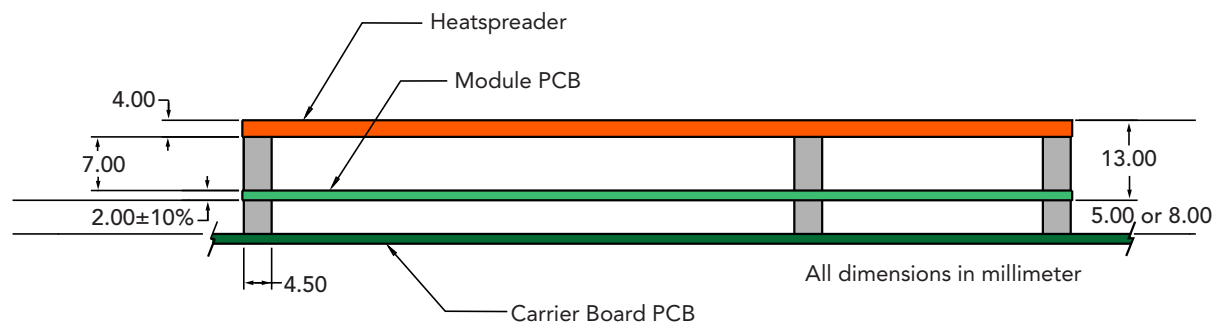 Heatspreader
Module PCB
4.00
7.00
13.00
2.00±10%
5.00 or 8.00
All dimensions in millimeter
4.50
Carrier Board PCB